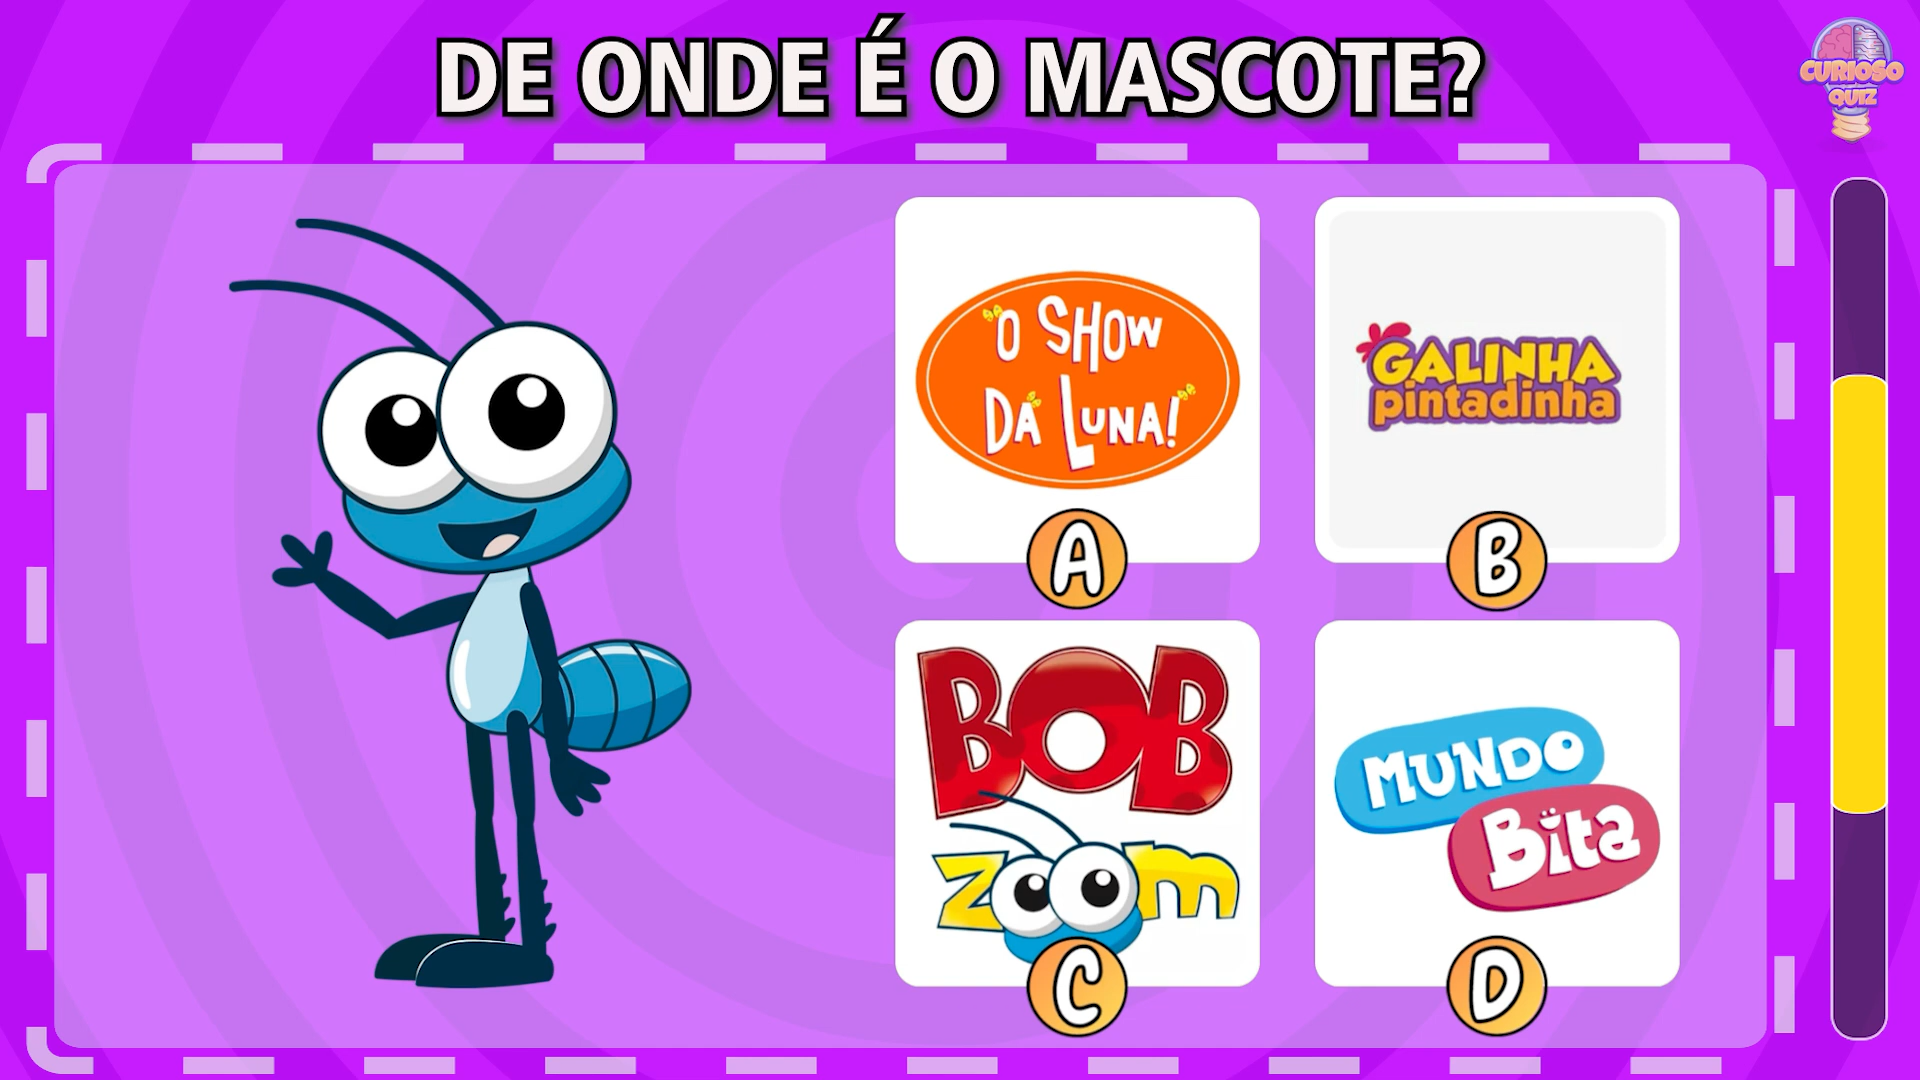 DE ONDE É O MASCOTE?
CURIOSO
QUIZ
O SHOW
DA LUNA!
A
GALINHA
pintadinha
B
BOB
zoom
C
MUNDO
Bita
D